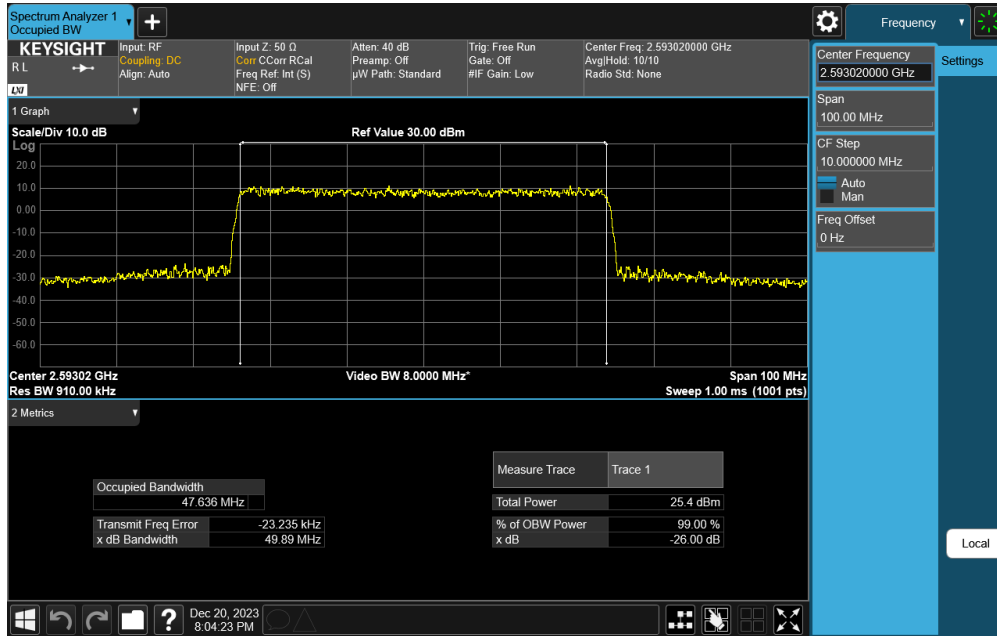 Spectrum Analyzer 1
Occupied BW
Frequency
KEYSIGHT
R L
LXI
Input: RF
Coupling: DC
Align: Auto
Input Z: 50 Ω
Corr CCorr RCal
Freq Ref: Int (S)
NFE: Off
Atten: 40 dB
Preamp: Off
µW Path: Standard
Trig: Free Run
Gate: Off
#IF Gain: Low
Center Freq: 2.593020000 GHz
Avg|Hold: 10/10
Radio Std: None
Center Frequency
2.593020000 GHz
Settings
Span
100.00 MHz
CF Step
10.000000 MHz
Auto
Man
Freq Offset
0 Hz
Local
1 Graph
Scale/Div 10.0 dB
Ref Value 30.00 dBm
Log
20.0
10.0
0.00
-10.0
-20.0
-30.0
-40.0
-50.0
-60.0
Center 2.59302 GHz
Video BW 8.0000 MHz*
Span 100 MHz
Res BW 910.00 kHz
Sweep 1.00 ms (1001 pts)
2 Metrics
Measure Trace
Trace 1
Occupied Bandwidth
47.636 MHz
Total Power
25.4 dBm
Transmit Freq Error
-23.235 kHz
% of OBW Power
99.00 %
x dB Bandwidth
49.89 MHz
x dB
-26.00 dB
?
Dec 20, 2023
8:04:23 PM